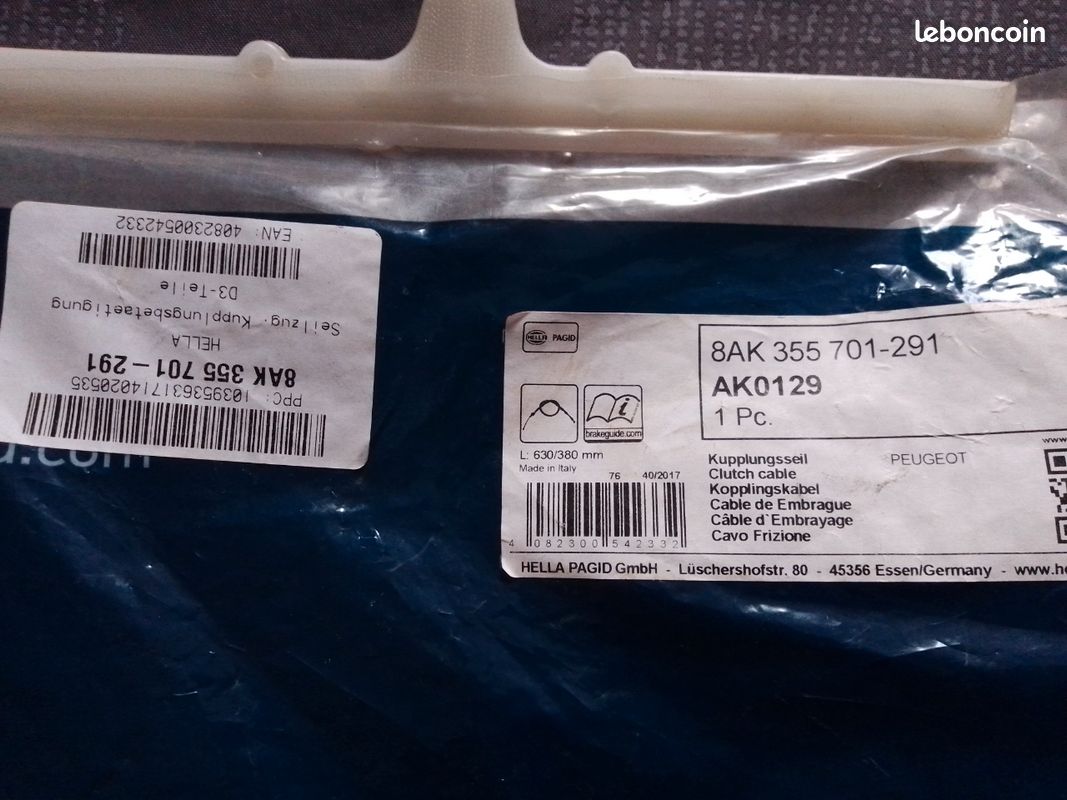 leboncoin
PPC: 10395363171402O535
8AK 355 701-291
HELLA
Seilzug, Kupplungsbetaetigung
D3-Teile
EAN: 4082300542332
.com
HELLA PAGID
8AK 355 701-291
AK0129
1 Pc.
brakeguide.com
L: 630/380 mm
Made in Italy
76 40/2017
4 082300 542332
Kupplungsseil PEUGEOT
Clutch cable
Kopplingskabel
Cable de Embrague
Câble d`Embrayage
Cavo Frizione
www.
HELLA PAGID GmbH - Lüschershofstr. 80 - 45356 Essen/Germany - www.he